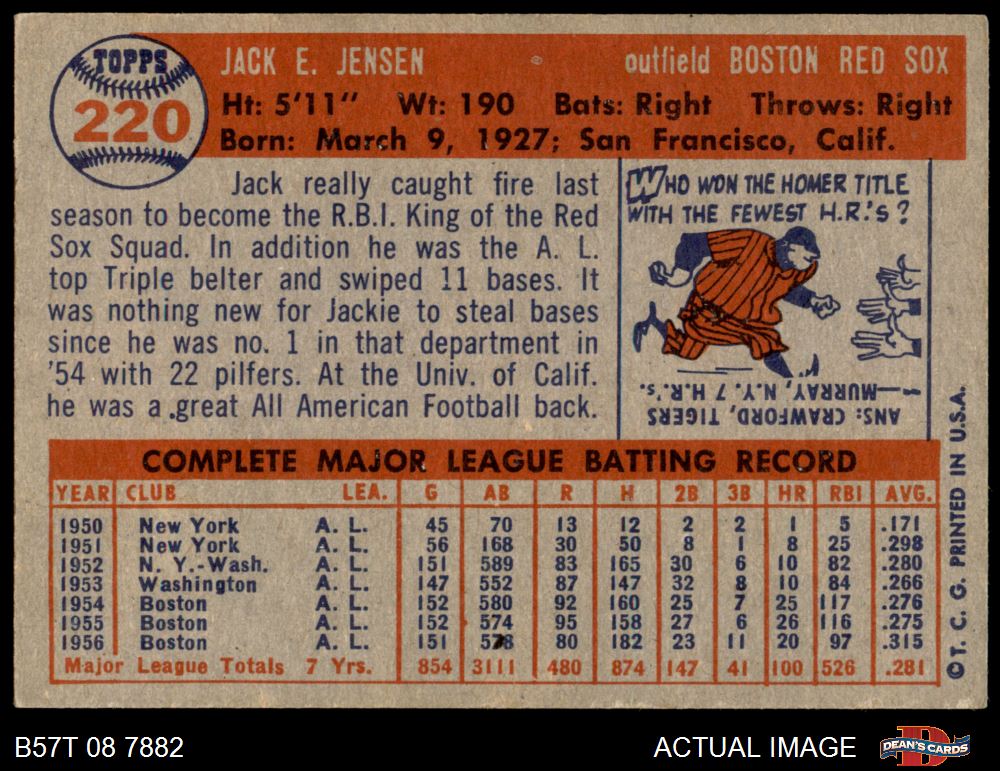 TOPPS
220
JACK E. JENSEN outfield BOSTON RED SOX
Ht: 5'11" Wt: 190 Bats: Right Throws: Right
Born: March 9, 1927; San Francisco, Calif.
Jack really caught fire last
season to become the R.B.I. King of the Red
Sox Squad. In addition he was the A. L.
top Triple belter and swiped 11 bases. It
was nothing new for Jackie to steal bases
since he was no. 1 in that department in
'54 with 22 pilfers. At the Univ. of Calif.
he was a great All American Football back.
WHO WON THE HOMER TITLE
WITH THE FEWEST H.R.'s?
ANS: CRAWFORD, TIGERS
—MURRAY, N.Y. 7 H.R.'s.
COMPLETE MAJOR LEAGUE BATTING RECORD
YEAR CLUB LEA. G AB R H 2B 3B HR RBI AVG.
1950 New York A. L. 45 70 13 12 2 2 1 5 .171
1951 New York A. L. 56 168 30 50 8 1 8 25 .298
1952 N. Y.-Wash. A. L. 151 589 83 165 30 6 10 82 .280
1953 Washington A. L. 147 552 87 147 32 8 10 84 .266
1954 Boston A. L. 152 580 92 160 25 7 25 117 .276
1955 Boston A. L. 152 574 95 158 27 6 26 116 .275
1956 Boston A. L. 151 578 80 182 23 11 20 97 .315
Major League Totals 7 Yrs. 854 3111 480 874 147 41 100 526 .281
©T. C. G. PRINTED IN U.S.A.
B57T 08 7882
ACTUAL IMAGE
DEAN'S CARDS